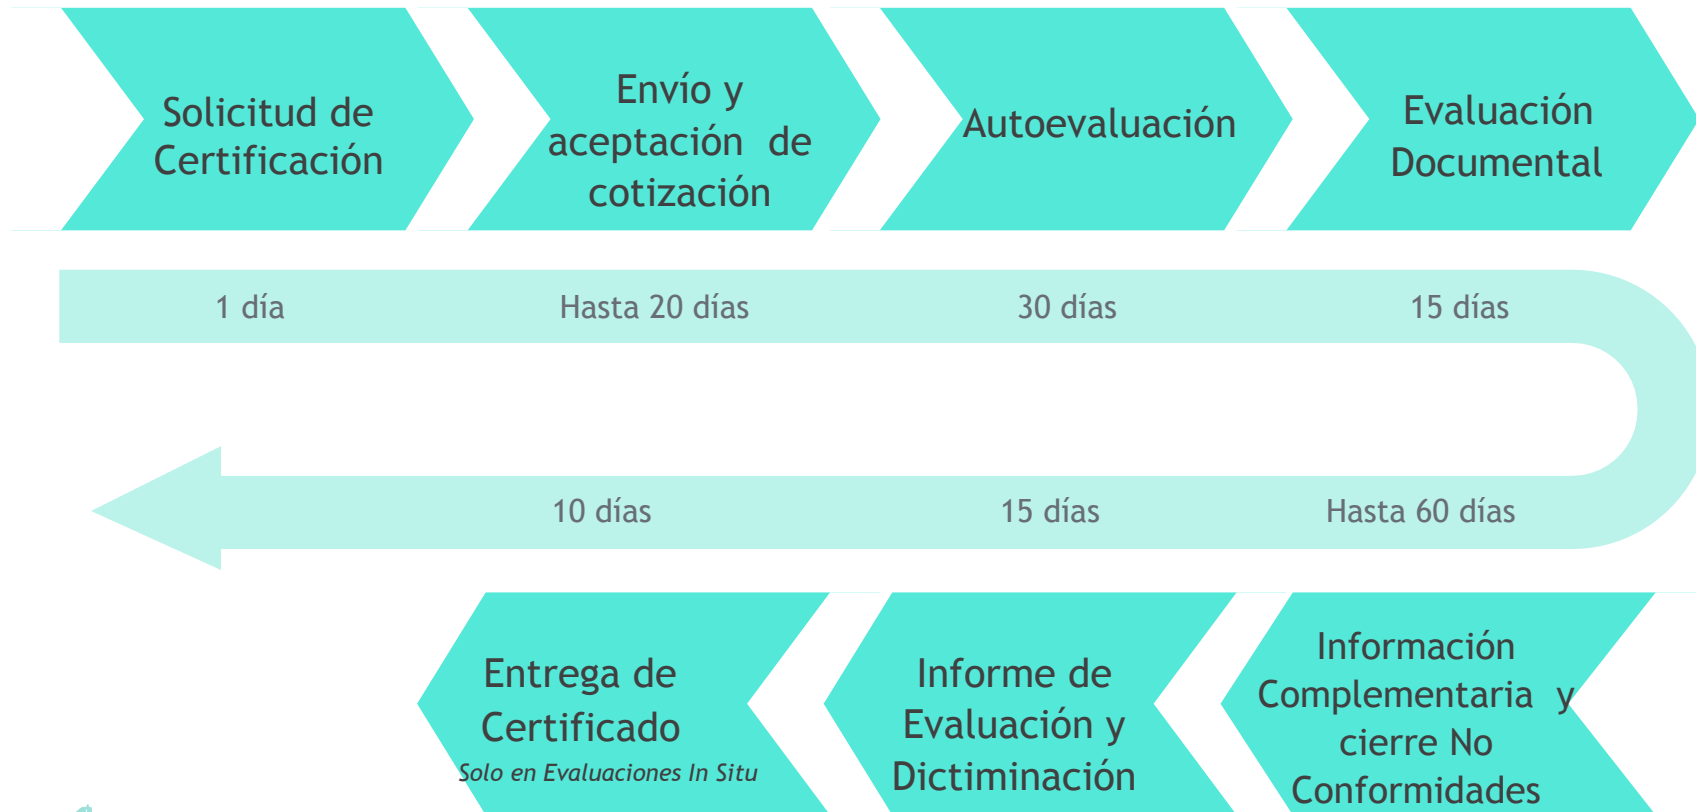 Solicitud de
Certificación
Envío y
aceptación de
cotización
Autoevaluación
Evaluación
Documental
1 día
Hasta 20 días
30 días
15 días
10 días
15 días
Hasta 60 días
Entrega de
Certificado
Solo en Evaluaciones In Situ
Informe de
Evaluación y
Dictiminación
Información
Complementaria y
cierre No
Conformidades